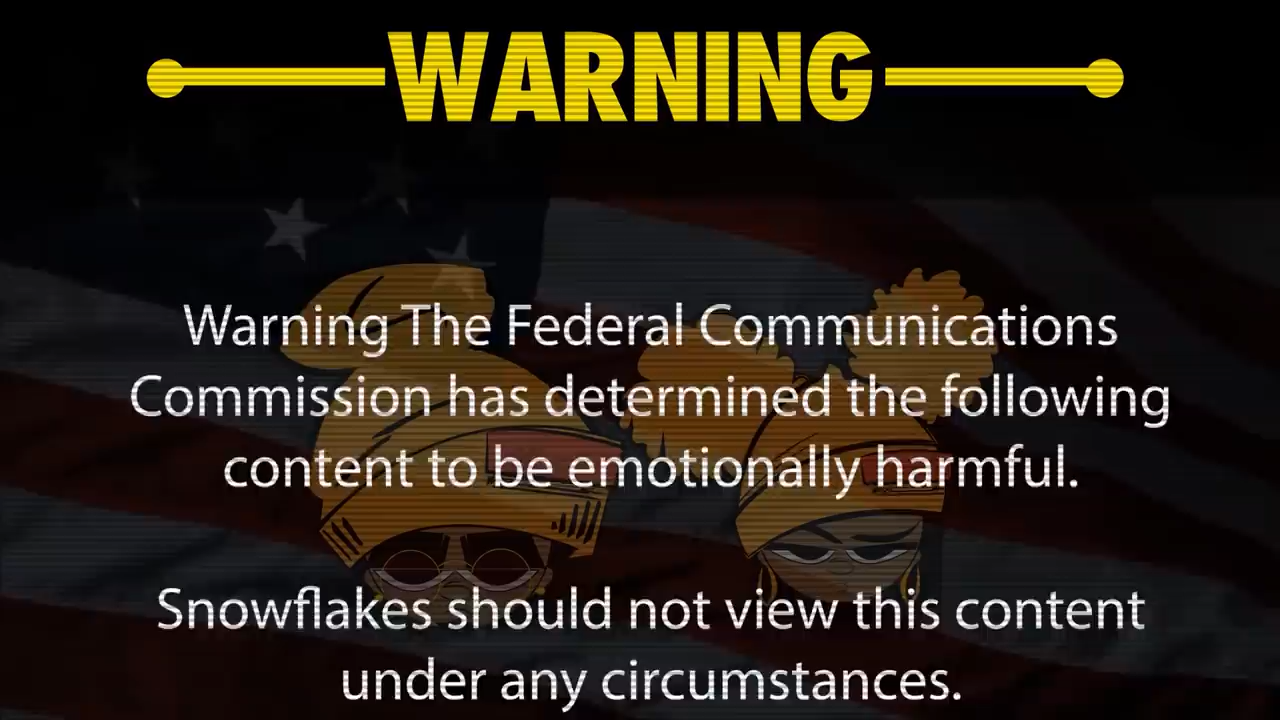 WARNING
Warning The Federal Communications
Commission has determined the following
content to be emotionally harmful.
Snowflakes should not view this content
under any circumstances.